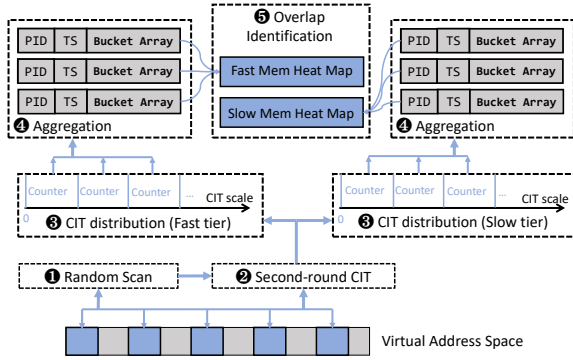 ❺ Overlap
Identification
PID TS Bucket Array
PID TS Bucket Array
PID TS Bucket Array
❹ Aggregation
Fast Mem Heat Map
Slow Mem Heat Map
PID TS Bucket Array
PID TS Bucket Array
PID TS Bucket Array
❹ Aggregation
Counter Counter Counter ... CIT scale
0
❸ CIT distribution (Fast tier)
Counter Counter Counter ... CIT scale
0
❸ CIT distribution (Slow tier)
❶ Random Scan
❷ Second-round CIT
Virtual Address Space